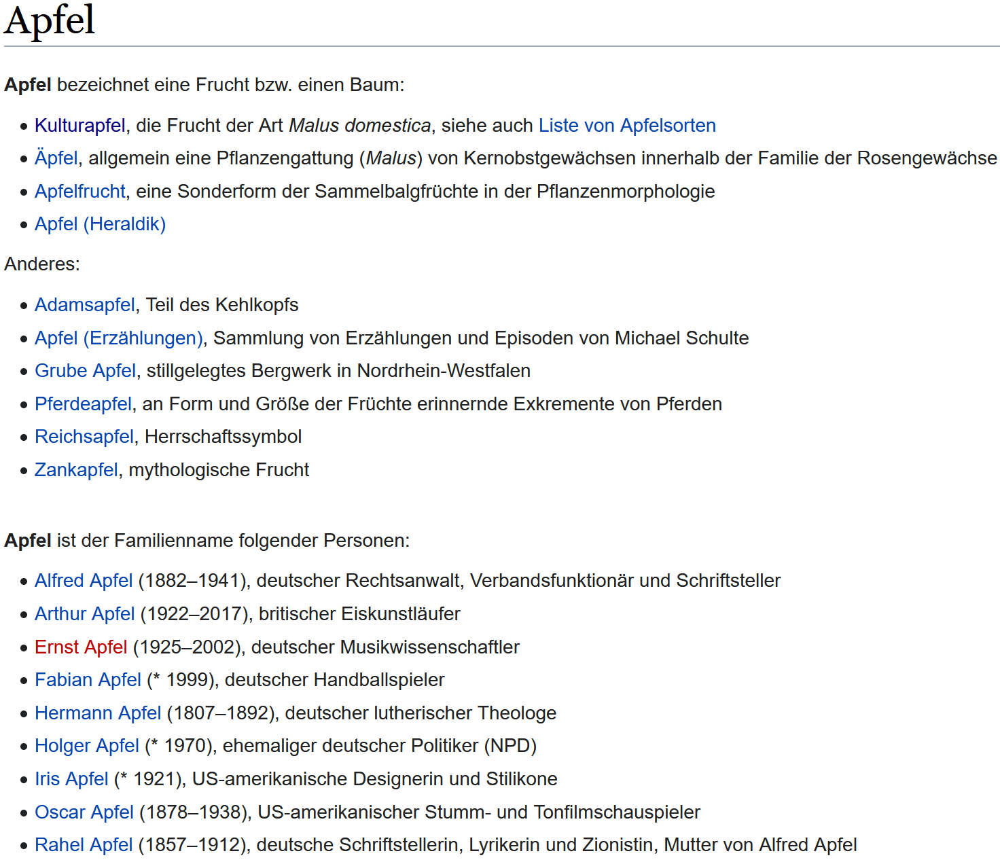 Apfel
Apfel bezeichnet eine Frucht bzw. einen Baum:
• Kulturapfel, die Frucht der Art Malus domestica, siehe auch Liste von Apfelsorten
• Äpfel, allgemein eine Pflanzengattung (Malus) von Kernobstgewächsen innerhalb der Familie der Rosengewächse
• Apfelfrucht, eine Sonderform der Sammelbalgfrüchte in der Pflanzenmorphologie
• Apfel (Heraldik)
Anderes:
• Adamsapfel, Teil des Kehlkopfs
• Apfel (Erzählungen), Sammlung von Erzählungen und Episoden von Michael Schulte
• Grube Apfel, stillgelegtes Bergwerk in Nordrhein-Westfalen
• Pferdeapfel, an Form und Größe der Früchte erinnernde Exkremente von Pferden
• Reichsapfel, Herrschaftssymbol
• Zankapfel, mythologische Frucht
Apfel ist der Familienname folgender Personen:
• Alfred Apfel (1882–1941), deutscher Rechtsanwalt, Verbandsfunktionär und Schriftsteller
• Arthur Apfel (1922–2017), britischer Eiskunstläufer
• Ernst Apfel (1925–2002), deutscher Musikwissenschaftler
• Fabian Apfel (* 1999), deutscher Handballspieler
• Hermann Apfel (1807–1892), deutscher lutherischer Theologe
• Holger Apfel (* 1970), ehemaliger deutscher Politiker (NPD)
• Iris Apfel (* 1921), US-amerikanische Designerin und Stilikone
• Oscar Apfel (1878–1938), US-amerikanischer Stumm- und Tonfilmschauspieler
• Rahel Apfel (1857–1912), deutsche Schriftstellerin, Lyrikerin und Zionistin, Mutter von Alfred Apfel